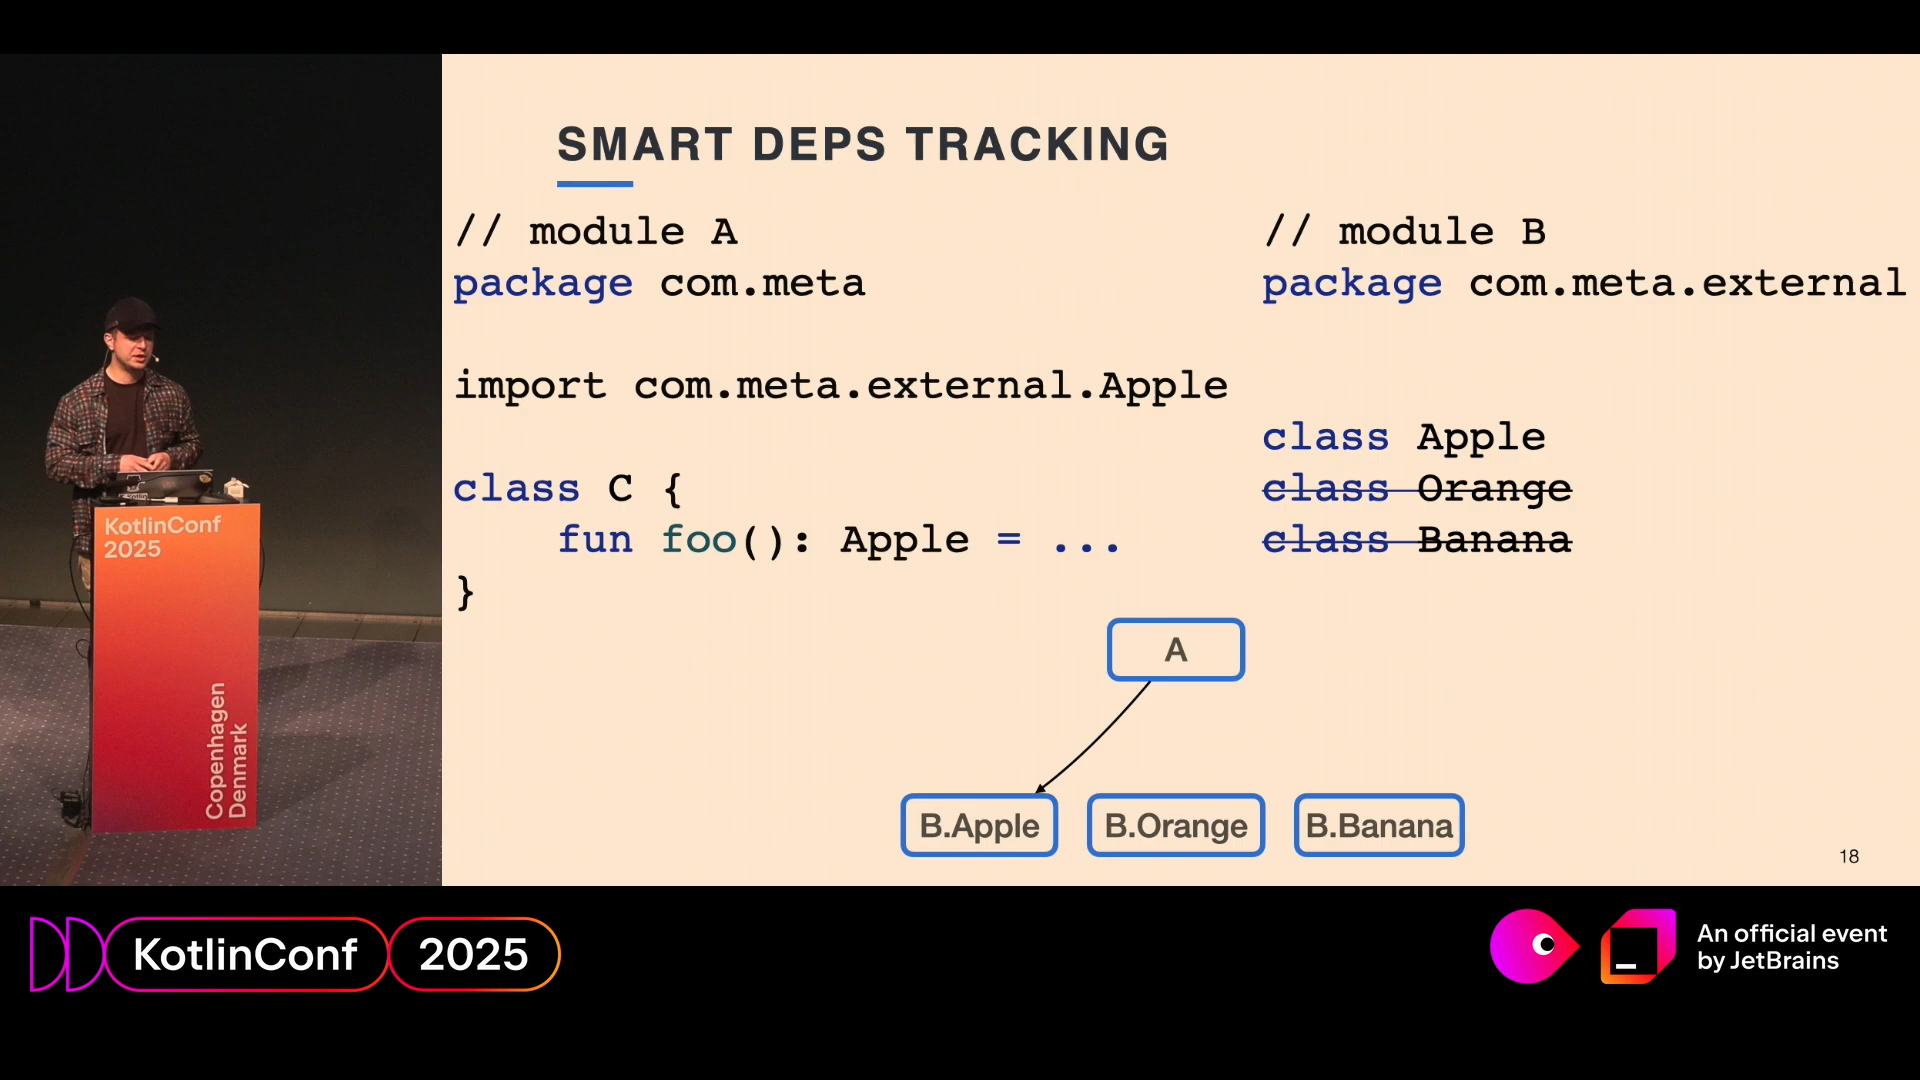 SMART DEPS TRACKING
// module A
package com.meta
import com.meta.external.Apple
class C {
fun foo(): Apple = ...
}
// module B
package com.meta.external
class Apple
class Orange
class Banana
A
B.Apple
B.Orange
B.Banana
18
KotlinConf
2025
Copenhagen
Denmark
KotlinConf 2025
An official event
by JetBrains